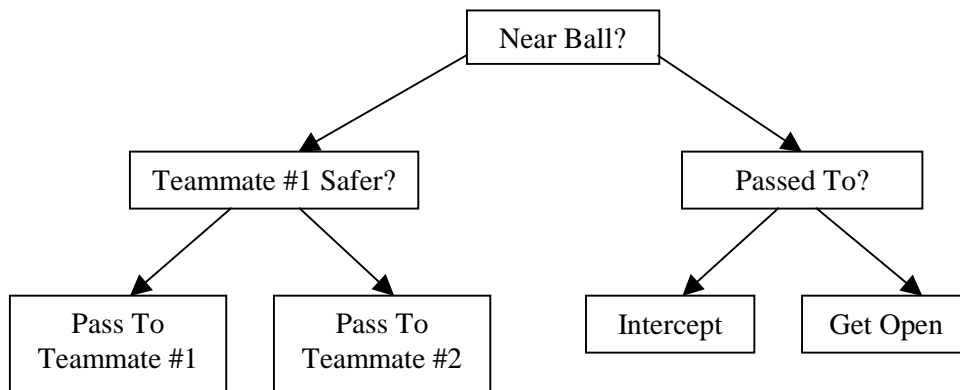 Near Ball?
Teammate #1 Safer?
Passed To?
Pass To
Teammate #1
Pass To
Teammate #2
Intercept
Get Open